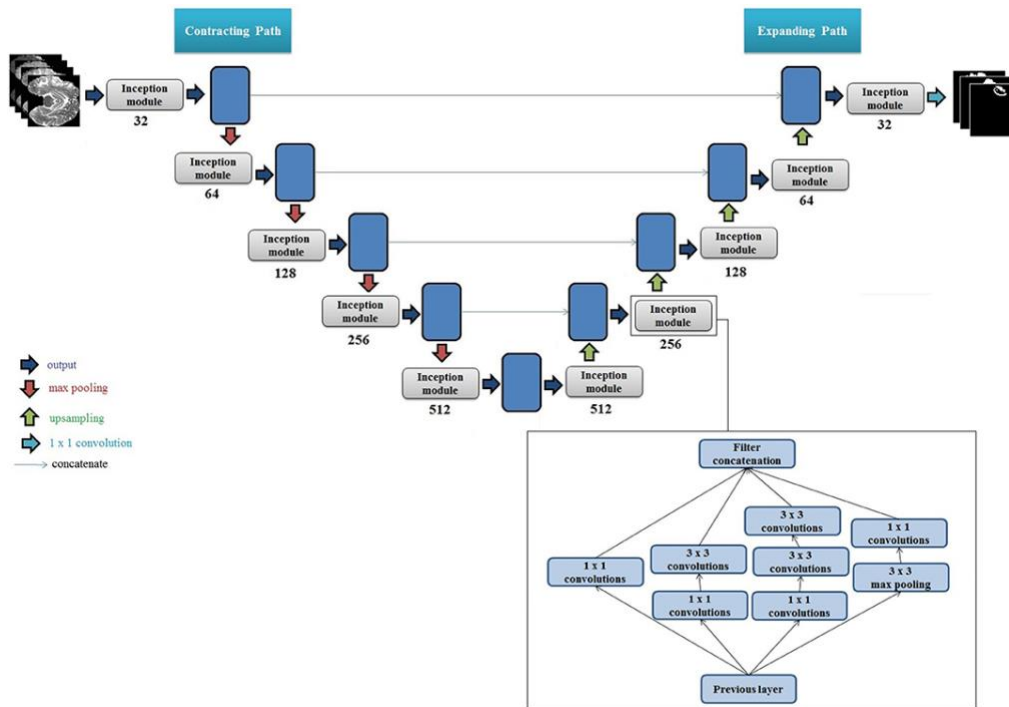 Contracting Path
Expanding Path
Inception
module
32
Inception
module
32
Inception
module
64
Inception
module
64
Inception
module
128
Inception
module
128
Inception
module
256
Inception
module
256
Inception
module
512
Inception
module
512
output
max pooling
upsampling
1 x 1 convolution
concatenate
Filter
concatenation
1 x 1
convolutions
3 x 3
convolutions
1 x 1
convolutions
3 x 3
convolutions
3 x 3
convolutions
1 x 1
convolutions
1 x 1
convolutions
3 x 3
max pooling
Previous layer